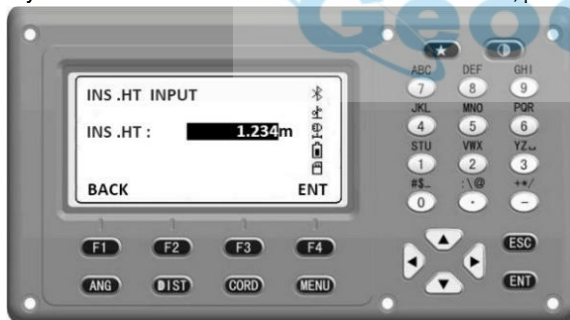 Geo
ABC DEF GHI
7 8 9
INS .HT INPUT
JKL MNO PQR
INS .HT : 1.234m
4 5 6
STU VWX YZ
1 2 3
BACK ENT
#$_ :\@ +*/
0 . -
F1 F2 F3 F4
ESC
ANG DIST CORD MENU
ENT